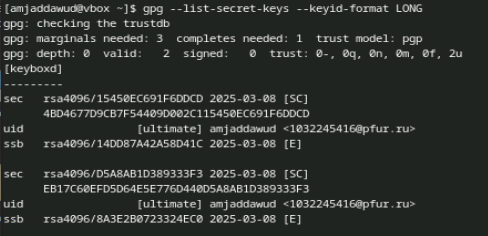 [amjaddawud@vbox ~]$ gpg --list-secret-keys --keyid-format LONG
gpg: checking the trustdb
gpg: marginals needed: 3  completes needed: 1  trust model: pgp
gpg: depth: 0  valid:   2  signed:   0  trust: 0-, 0q, 0n, 0m, 0f, 2u
[keyboxd]
---------
sec   rsa4096/15450EC691F6DDCD 2025-03-08 [SC]
      4BD4677D9CB7F54409D002C115450EC691F6DDCD
uid                 [ultimate] amjaddawud <1032245416@pfur.ru>
ssb   rsa4096/14DD87A42A58D41C 2025-03-08 [E]
sec   rsa4096/D5A8AB1D389333F3 2025-03-08 [SC]
      EB17C60EFD5D64E5E776D440D5A8AB1D389333F3
uid                 [ultimate] amjaddawud <1032245416@pfur.ru>
ssb   rsa4096/8A3E2B0723324EC0 2025-03-08 [E]